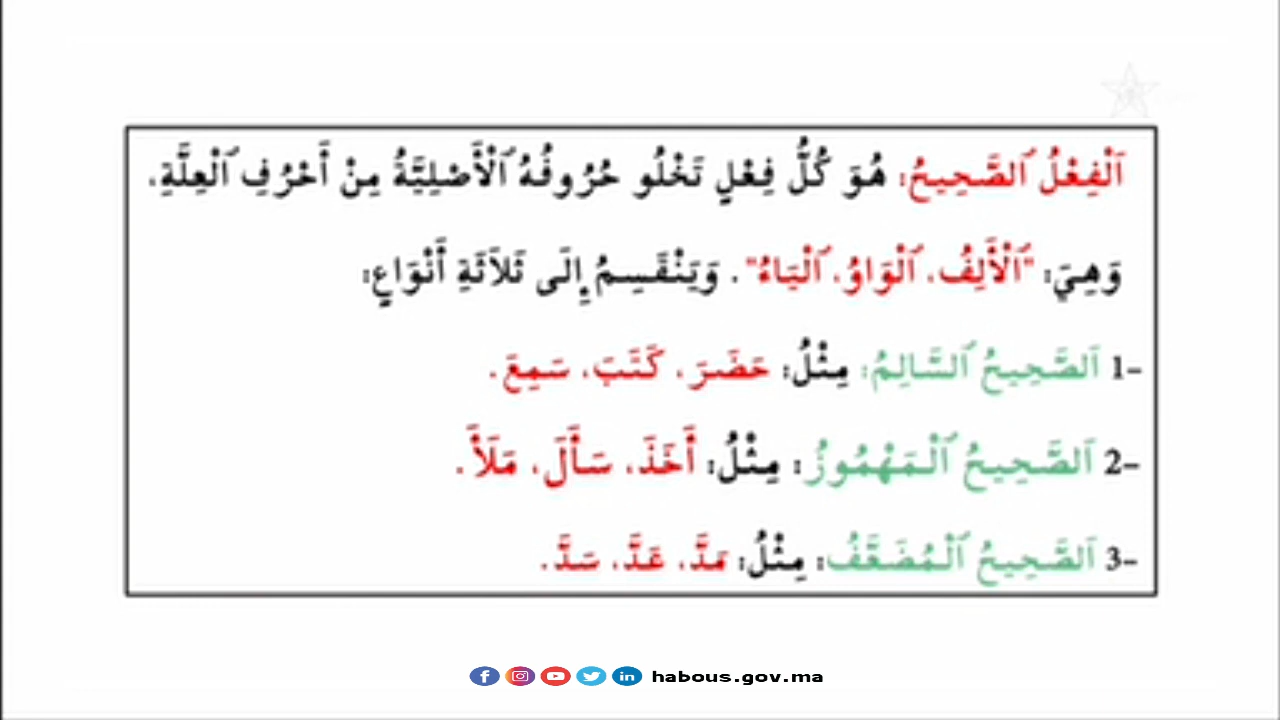 اَلْفِعْلُ اَلصَّحِيحُ: هُوَ كُلُّ فِعْلٍ تَخْلُو حُرُوفُهُ اَلْأَصْلِيَّةُ مِنْ أَحْرُفِ اَلْعِلَّةِ.
وَهِيَ: "اَلْأَلِفُ، اَلْوَاوُ، اَلْيَاءُ". وَيَنْقَسِمُ إِلَى ثَلَاثَةِ أَنْوَاعٍ:
1- اَلصَّحِيحُ اَلسَّالِمُ: مِثْلُ: حَضَرَ، كَتَبَ، سَمِعَ.
2- اَلصَّحِيحُ اَلْمَهْمُوزُ: مِثْلُ: أَخَذَ، سَأَلَ، مَلَأَ.
3- اَلصَّحِيحُ اَلْمُضَعَّفُ: مِثْلُ: مَدَّ، عَدَّ، سَدَّ.
habous.gov.ma